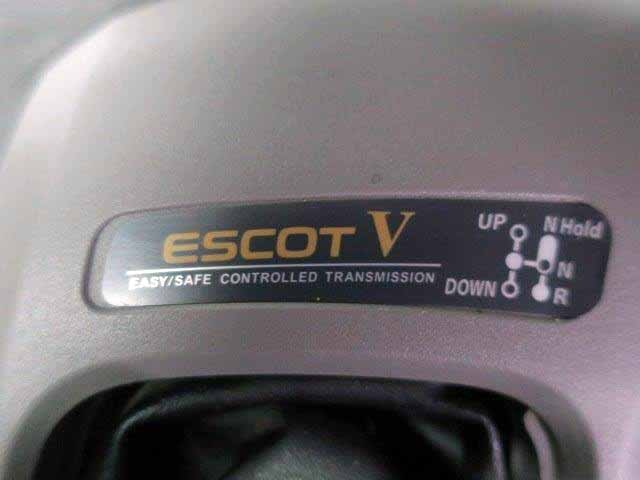 ESCOT V
EASY/SAFE CONTROLLED TRANSMISSION
UP
N Hold
N
DOWN
R